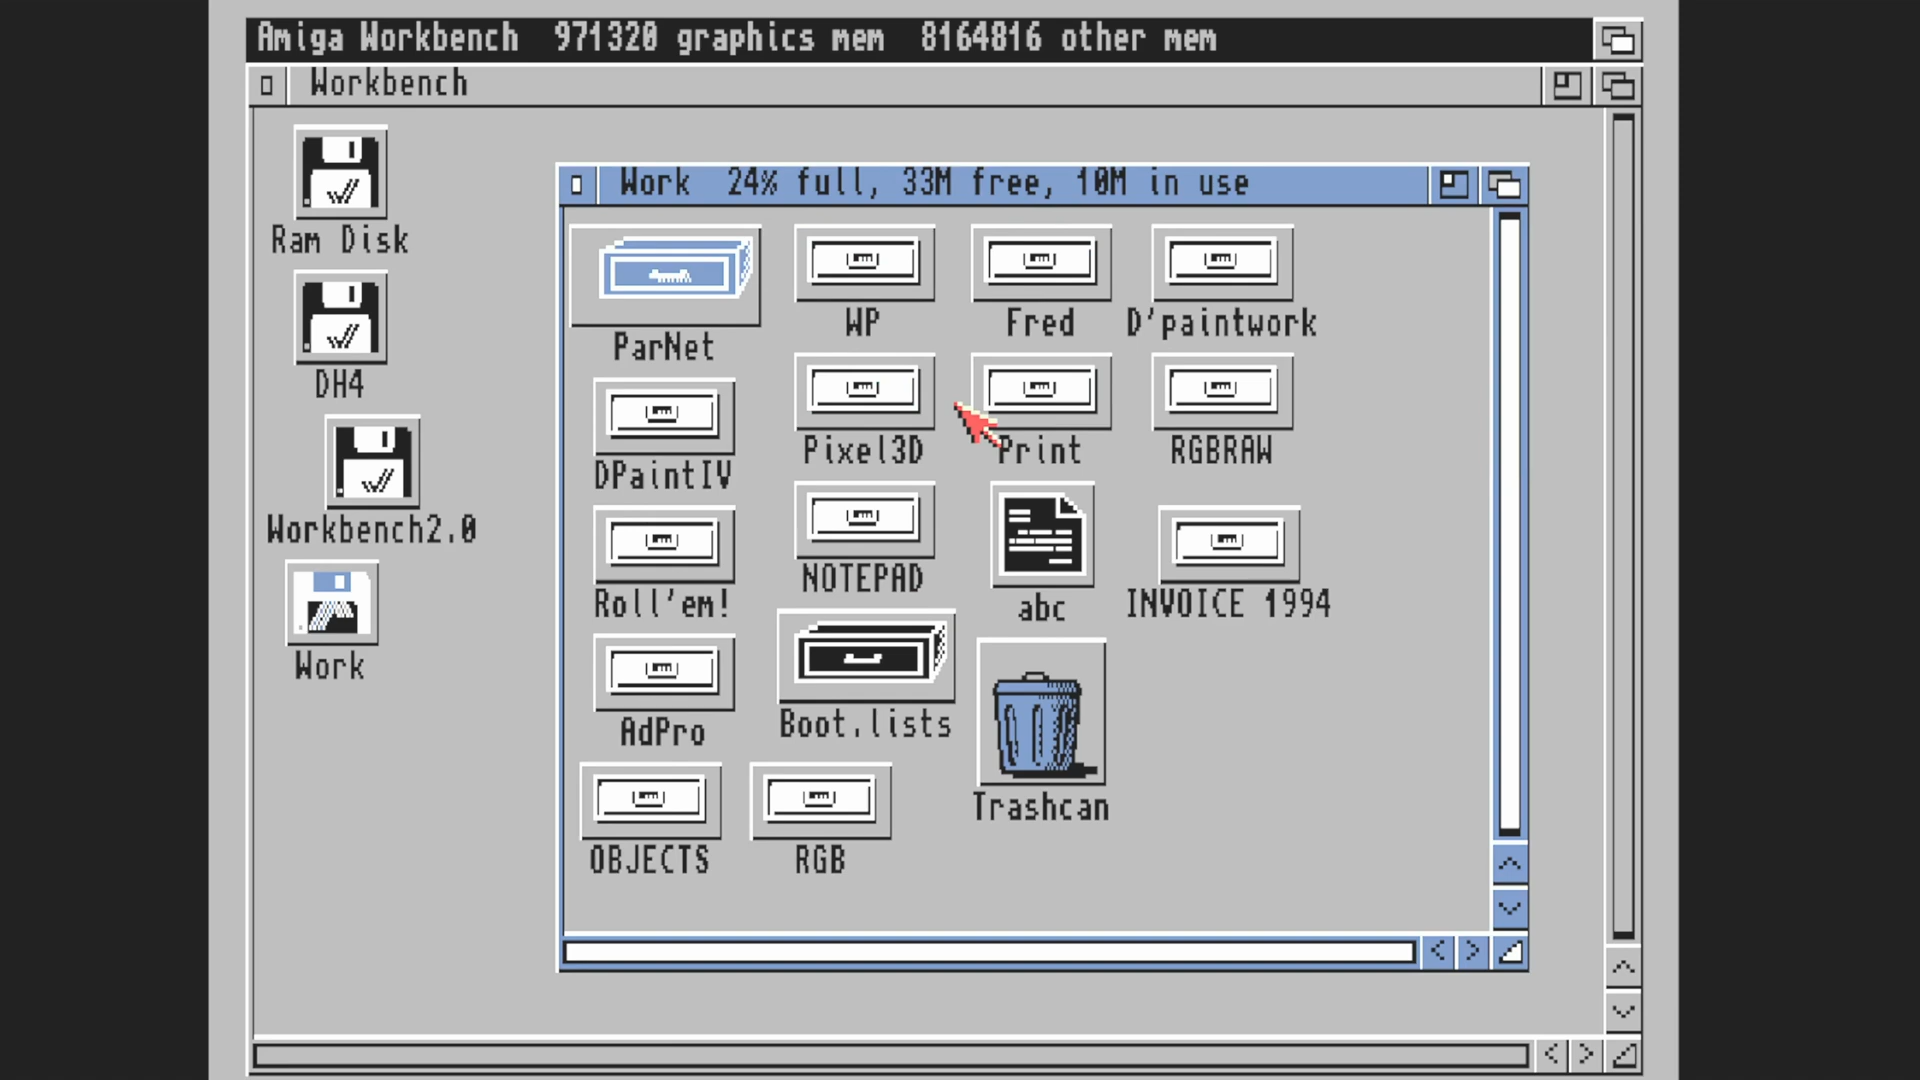 Amiga Workbench 971320 graphics mem 8164816 other mem
Workbench
Ram Disk
DH4
Workbench2.0
Work
Work 24% full, 33M free, 10M in use
ParNet
WP
Fred
D'paintwork
DPaintIV
Pixel3D
Print
RGBRAW
Roll'em!
NOTEPAD
abc
INVOICE 1994
AdPro
Boot.lists
Trashcan
OBJECTS
RGB